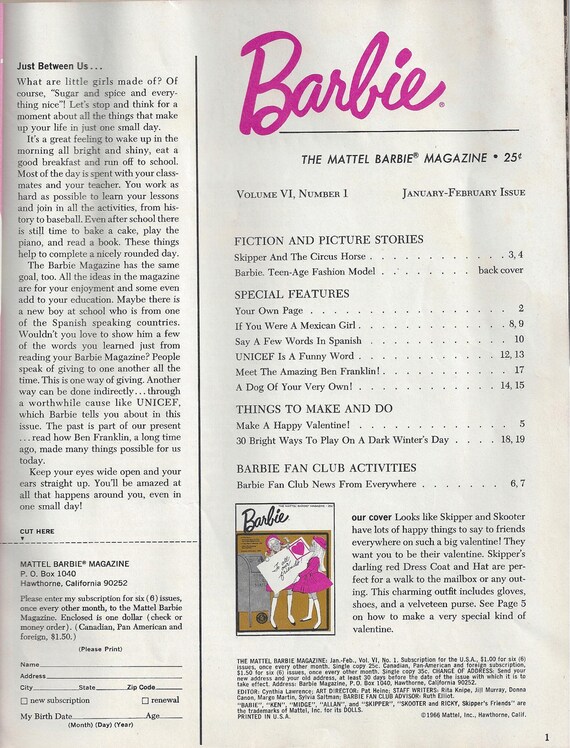 Just Between Us...
What are little girls made of? Of
course, "Sugar and spice and every-
thing nice"! Let's stop and think for a
moment about all the things that make
up your life in just one small day.
It's a great feeling to wake up in the
morning all bright and shiny, eat a
good breakfast and run off to school.
Most of the day is spent with your class-
mates and your teacher. You work as
hard as possible to learn your lessons
and join in all the activities, from his-
tory to baseball. Even after school there
is still time to bake a cake, play the
piano, and read a book. These things
help to complete a nicely rounded day.
The Barbie Magazine has the same
goal, too. All the ideas in the magazine
are for your enjoyment and some even
add to your education. Maybe there is
a new boy at school who is from one
of the Spanish speaking countries.
Wouldn't you love to show him a few
of the words you learned just from
reading your Barbie Magazine? People
speak of giving to one another all the
time. This is one way of giving. Another
way can be done indirectly...through
a worthwhile cause like UNICEF,
which Barbie tells you about in this
issue. The past is part of our present
...read how Ben Franklin, a long time
ago, made many things possible for us
today.
Keep your eyes wide open and your
ears straight up. You'll be amazed at
all that happens around you, even in
one small day!
CUT HERE
MATTEL BARBIE® MAGAZINE
P. O. Box 1040
Hawthorne, California 90252
Please enter my subscription for six (6) issues,
once every other month, to the Mattel Barbie
Magazine. Enclosed is one dollar (check or
money order). (Canadian, Pan American and
foreign, $1.50.)
(Please Print)
Name
Address
City State Zip Code
new subscription renewal
My Birth Date Age
(Month) (Day) (Year)
Barbie®
THE MATTEL BARBIE® MAGAZINE • 25¢
VOLUME VI, NUMBER 1 JANUARY-FEBRUARY ISSUE
FICTION AND PICTURE STORIES
Skipper And The Circus Horse . . . . . . . . . . . . 3, 4
Barbie. Teen-Age Fashion Model . . . . . . . . back cover
SPECIAL FEATURES
Your Own Page . . . . . . . . . . . . . . . . . 2
If You Were A Mexican Girl . . . . . . . . . . . . . 8, 9
Say A Few Words In Spanish . . . . . . . . . . . . 10
UNICEF Is A Funny Word . . . . . . . . . . . . 12, 13
Meet The Amazing Ben Franklin! . . . . . . . . . . . 17
A Dog Of Your Very Own! . . . . . . . . . . . . 14, 15
THINGS TO MAKE AND DO
Make A Happy Valentine! . . . . . . . . . . . . . 5
30 Bright Ways To Play On A Dark Winter's Day . . . . 18, 19
BARBIE FAN CLUB ACTIVITIES
Barbie Fan Club News From Everywhere . . . . . . . 6, 7
Barbie
our cover Looks like Skipper and Skooter
have lots of happy things to say to friends
everywhere on such a big valentine! They
want you to be their valentine. Skipper's
darling red Dress Coat and Hat are per-
fect for a walk to the mailbox or any out-
ing. This charming outfit includes gloves,
shoes, and a velveteen purse. See Page 5
on how to make a very special kind of
valentine.
THE MATTEL BARBIE MAGAZINE: Jan.-Feb., Vol. VI, No. 1. Subscription for the U.S.A., $1.00 for six (6)
issues, once every other month. Single copy 25c. Canadian, Pan-American and foreign subscription,
$1.50 for six (6) issues, once every other month. Single copy 35c. CHANGE OF ADDRESS: Send your
new address and your old address, at least 30 days before the date of the issue with which it is to
take effect. Address: Barbie Magazine, P. O. Box 1040, Hawthorne, California 90252.
EDITOR: Cynthia Lawrence; ART DIRECTOR: Pat Heine; STAFF WRITERS: Rita Knipe, Jill Murray, Donna
Canon, Margo Martin, Sylvia Saltman; BARBIE FAN CLUB ADVISOR: Ruth Elliot.
"BABIE", "KEN", "MIDGE", "ALLAN", and "SKIPPER", "SKOOTER and RICKY, Skipper's Friends" are
the trademarks of Mattel, Inc. for its DOLLS.
PRINTED IN U.S.A. ©1966 Mattel, Inc., Hawthorne, Calif.
1